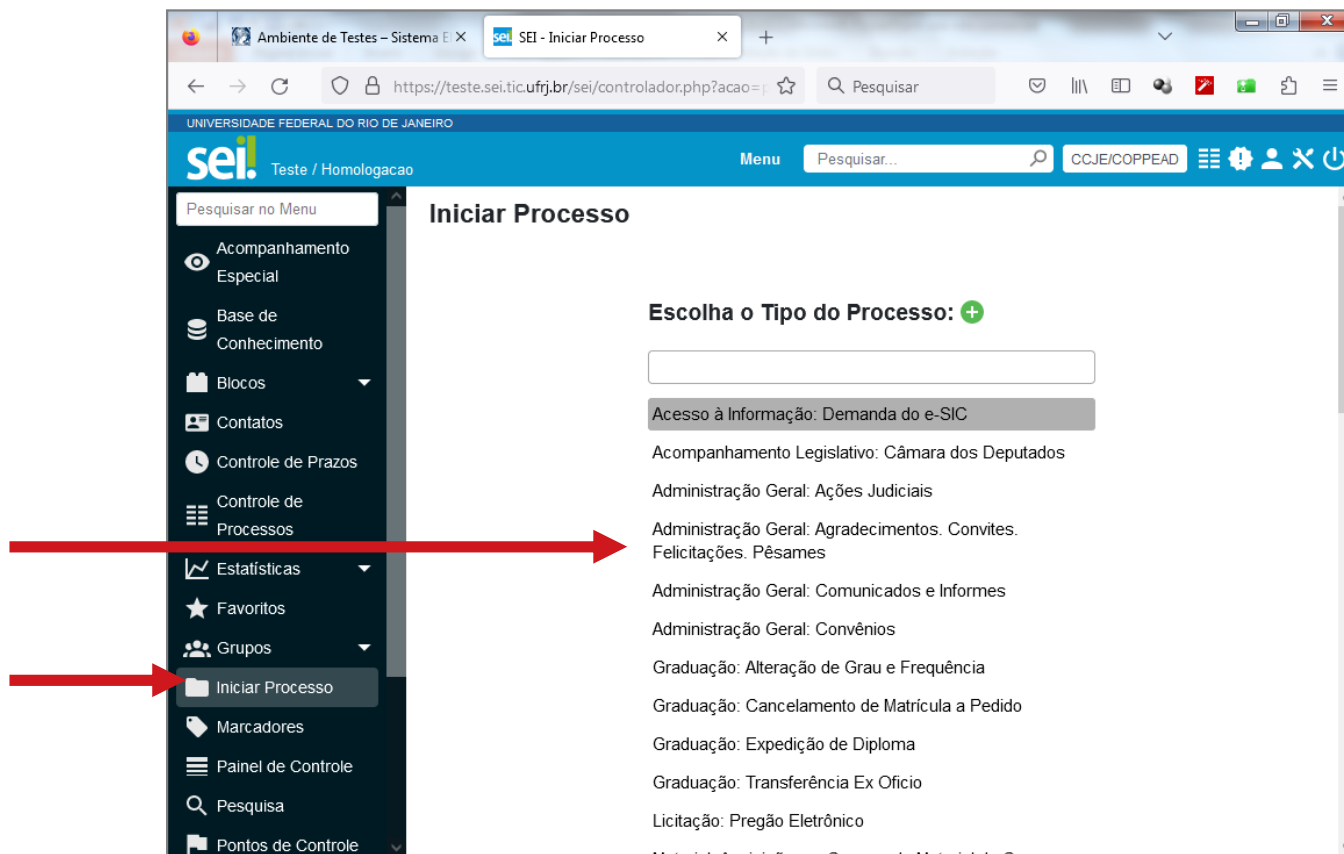 Ambiente de Testes – Sistema El
SEI - Iniciar Processo
https://teste.sei.tic.ufrj.br/sei/controlador.php?acao=
Pesquisar
UNIVERSIDADE FEDERAL DO RIO DE JANEIRO
sei!
Teste / Homologacao
Menu
Pesquisar...
CCJE/COPPEAD
Pesquisar no Menu
Acompanhamento
Especial
Base de
Conhecimento
Blocos
Contatos
Controle de Prazos
Controle de
Processos
Estatísticas
Favoritos
Grupos
Iniciar Processo
Marcadores
Painel de Controle
Pesquisa
Pontos de Controle
Iniciar Processo
Escolha o Tipo do Processo:
Acesso à Informação: Demanda do e-SIC
Acompanhamento Legislativo: Câmara dos Deputados
Administração Geral: Ações Judiciais
Administração Geral: Agradecimentos. Convites.
Felicitações. Pêsames
Administração Geral: Comunicados e Informes
Administração Geral: Convênios
Graduação: Alteração de Grau e Frequência
Graduação: Cancelamento de Matrícula a Pedido
Graduação: Expedição de Diploma
Graduação: Transferência Ex Oficio
Licitação: Pregão Eletrônico